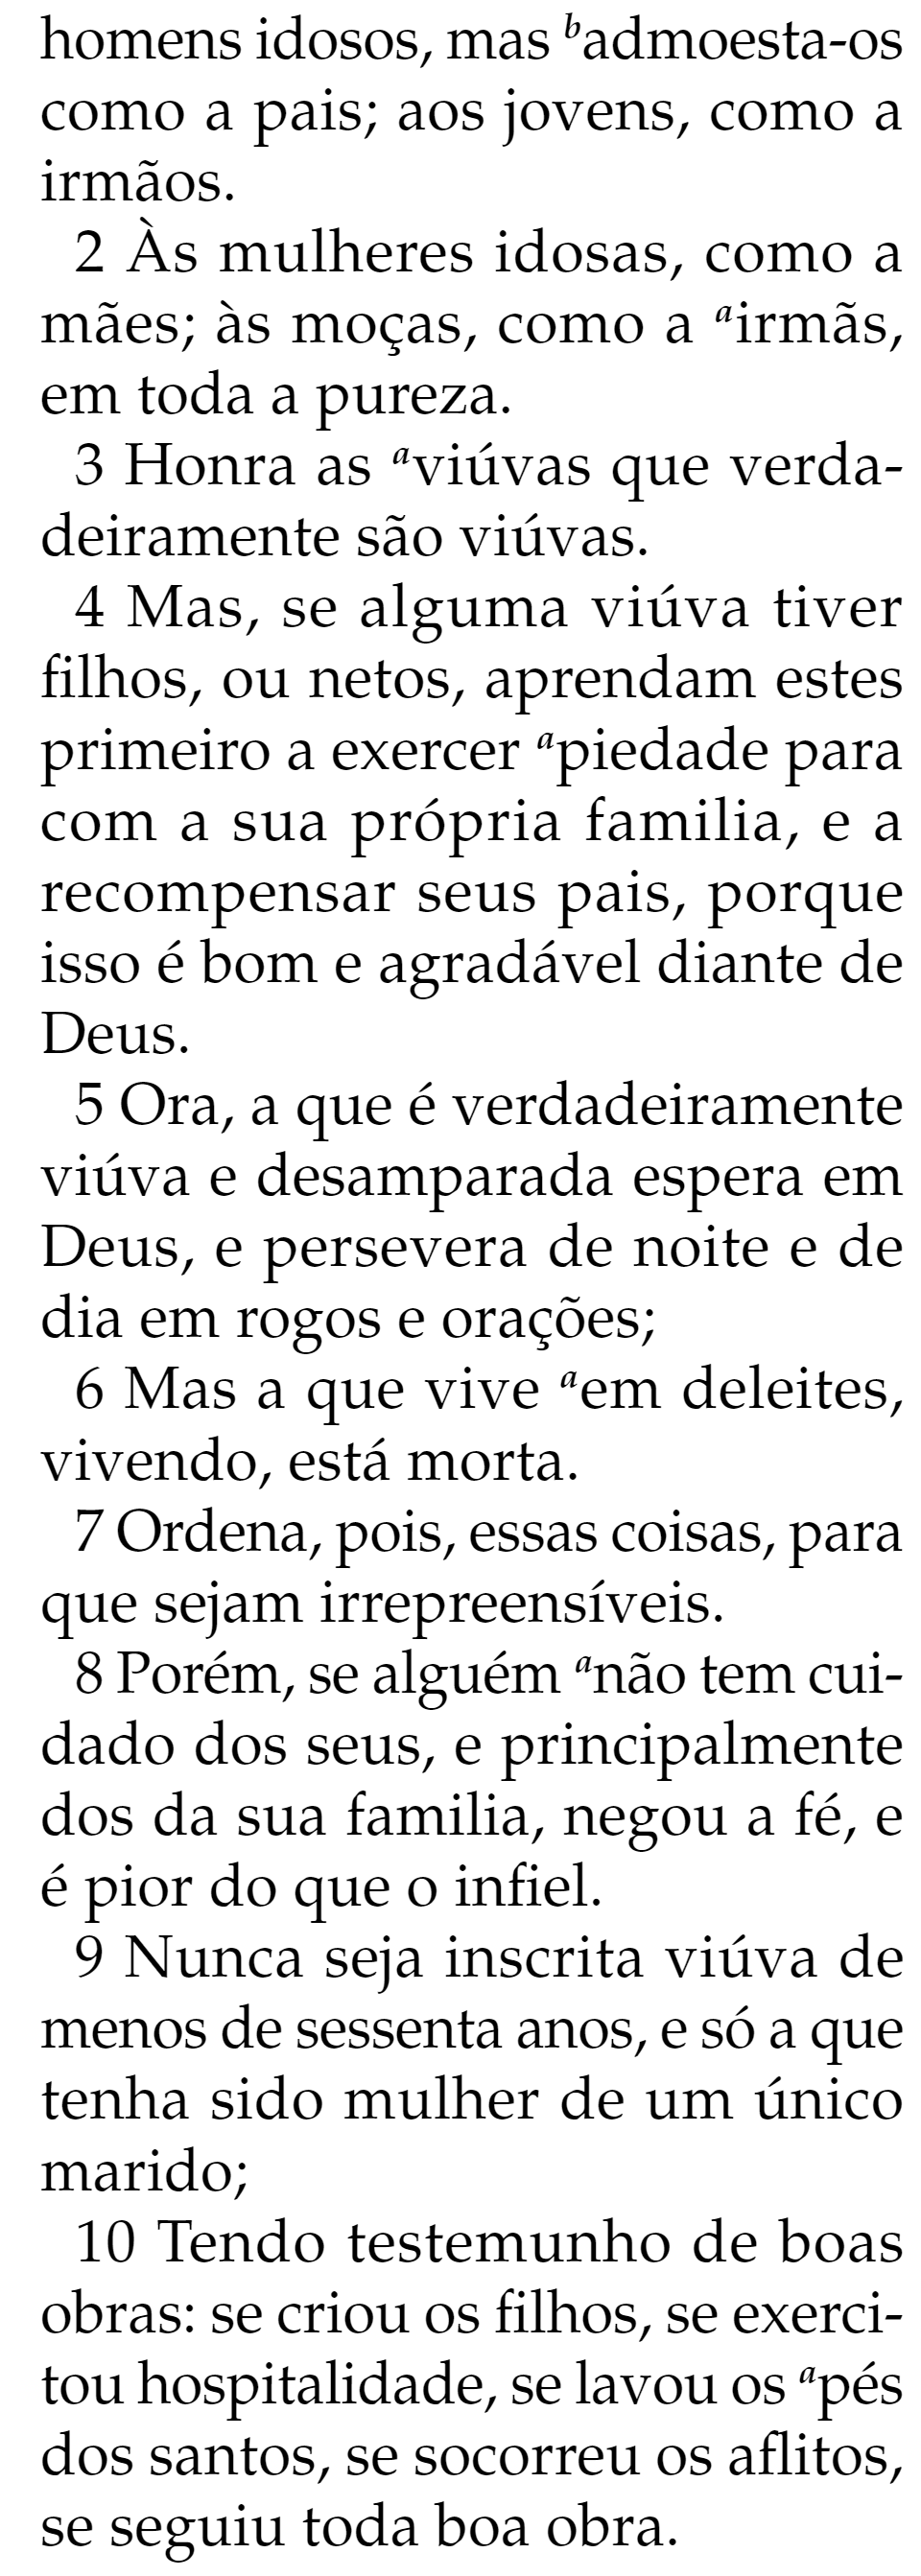 homens idosos, mas ᵇadmoesta-os
como a pais; aos jovens, como a
irmãos.
2 Às mulheres idosas, como a
mães; às moças, como a ᵃirmãs,
em toda a pureza.
3 Honra as ᵃviúvas que verda-
deiramente são viúvas.
4 Mas, se alguma viúva tiver
filhos, ou netos, aprendam estes
primeiro a exercer ᵃpiedade para
com a sua própria familia, e a
recompensar seus pais, porque
isso é bom e agradável diante de
Deus.
5 Ora, a que é verdadeiramente
viúva e desamparada espera em
Deus, e persevera de noite e de
dia em rogos e orações;
6 Mas a que vive ᵃem deleites,
vivendo, está morta.
7 Ordena, pois, essas coisas, para
que sejam irrepreensíveis.
8 Porém, se alguém ᵃnão tem cui-
dado dos seus, e principalmente
dos da sua familia, negou a fé, e
é pior do que o infiel.
9 Nunca seja inscrita viúva de
menos de sessenta anos, e só a que
tenha sido mulher de um único
marido;
10 Tendo testemunho de boas
obras: se criou os filhos, se exerci-
tou hospitalidade, se lavou os ᵃpés
dos santos, se socorreu os aflitos,
se seguiu toda boa obra.